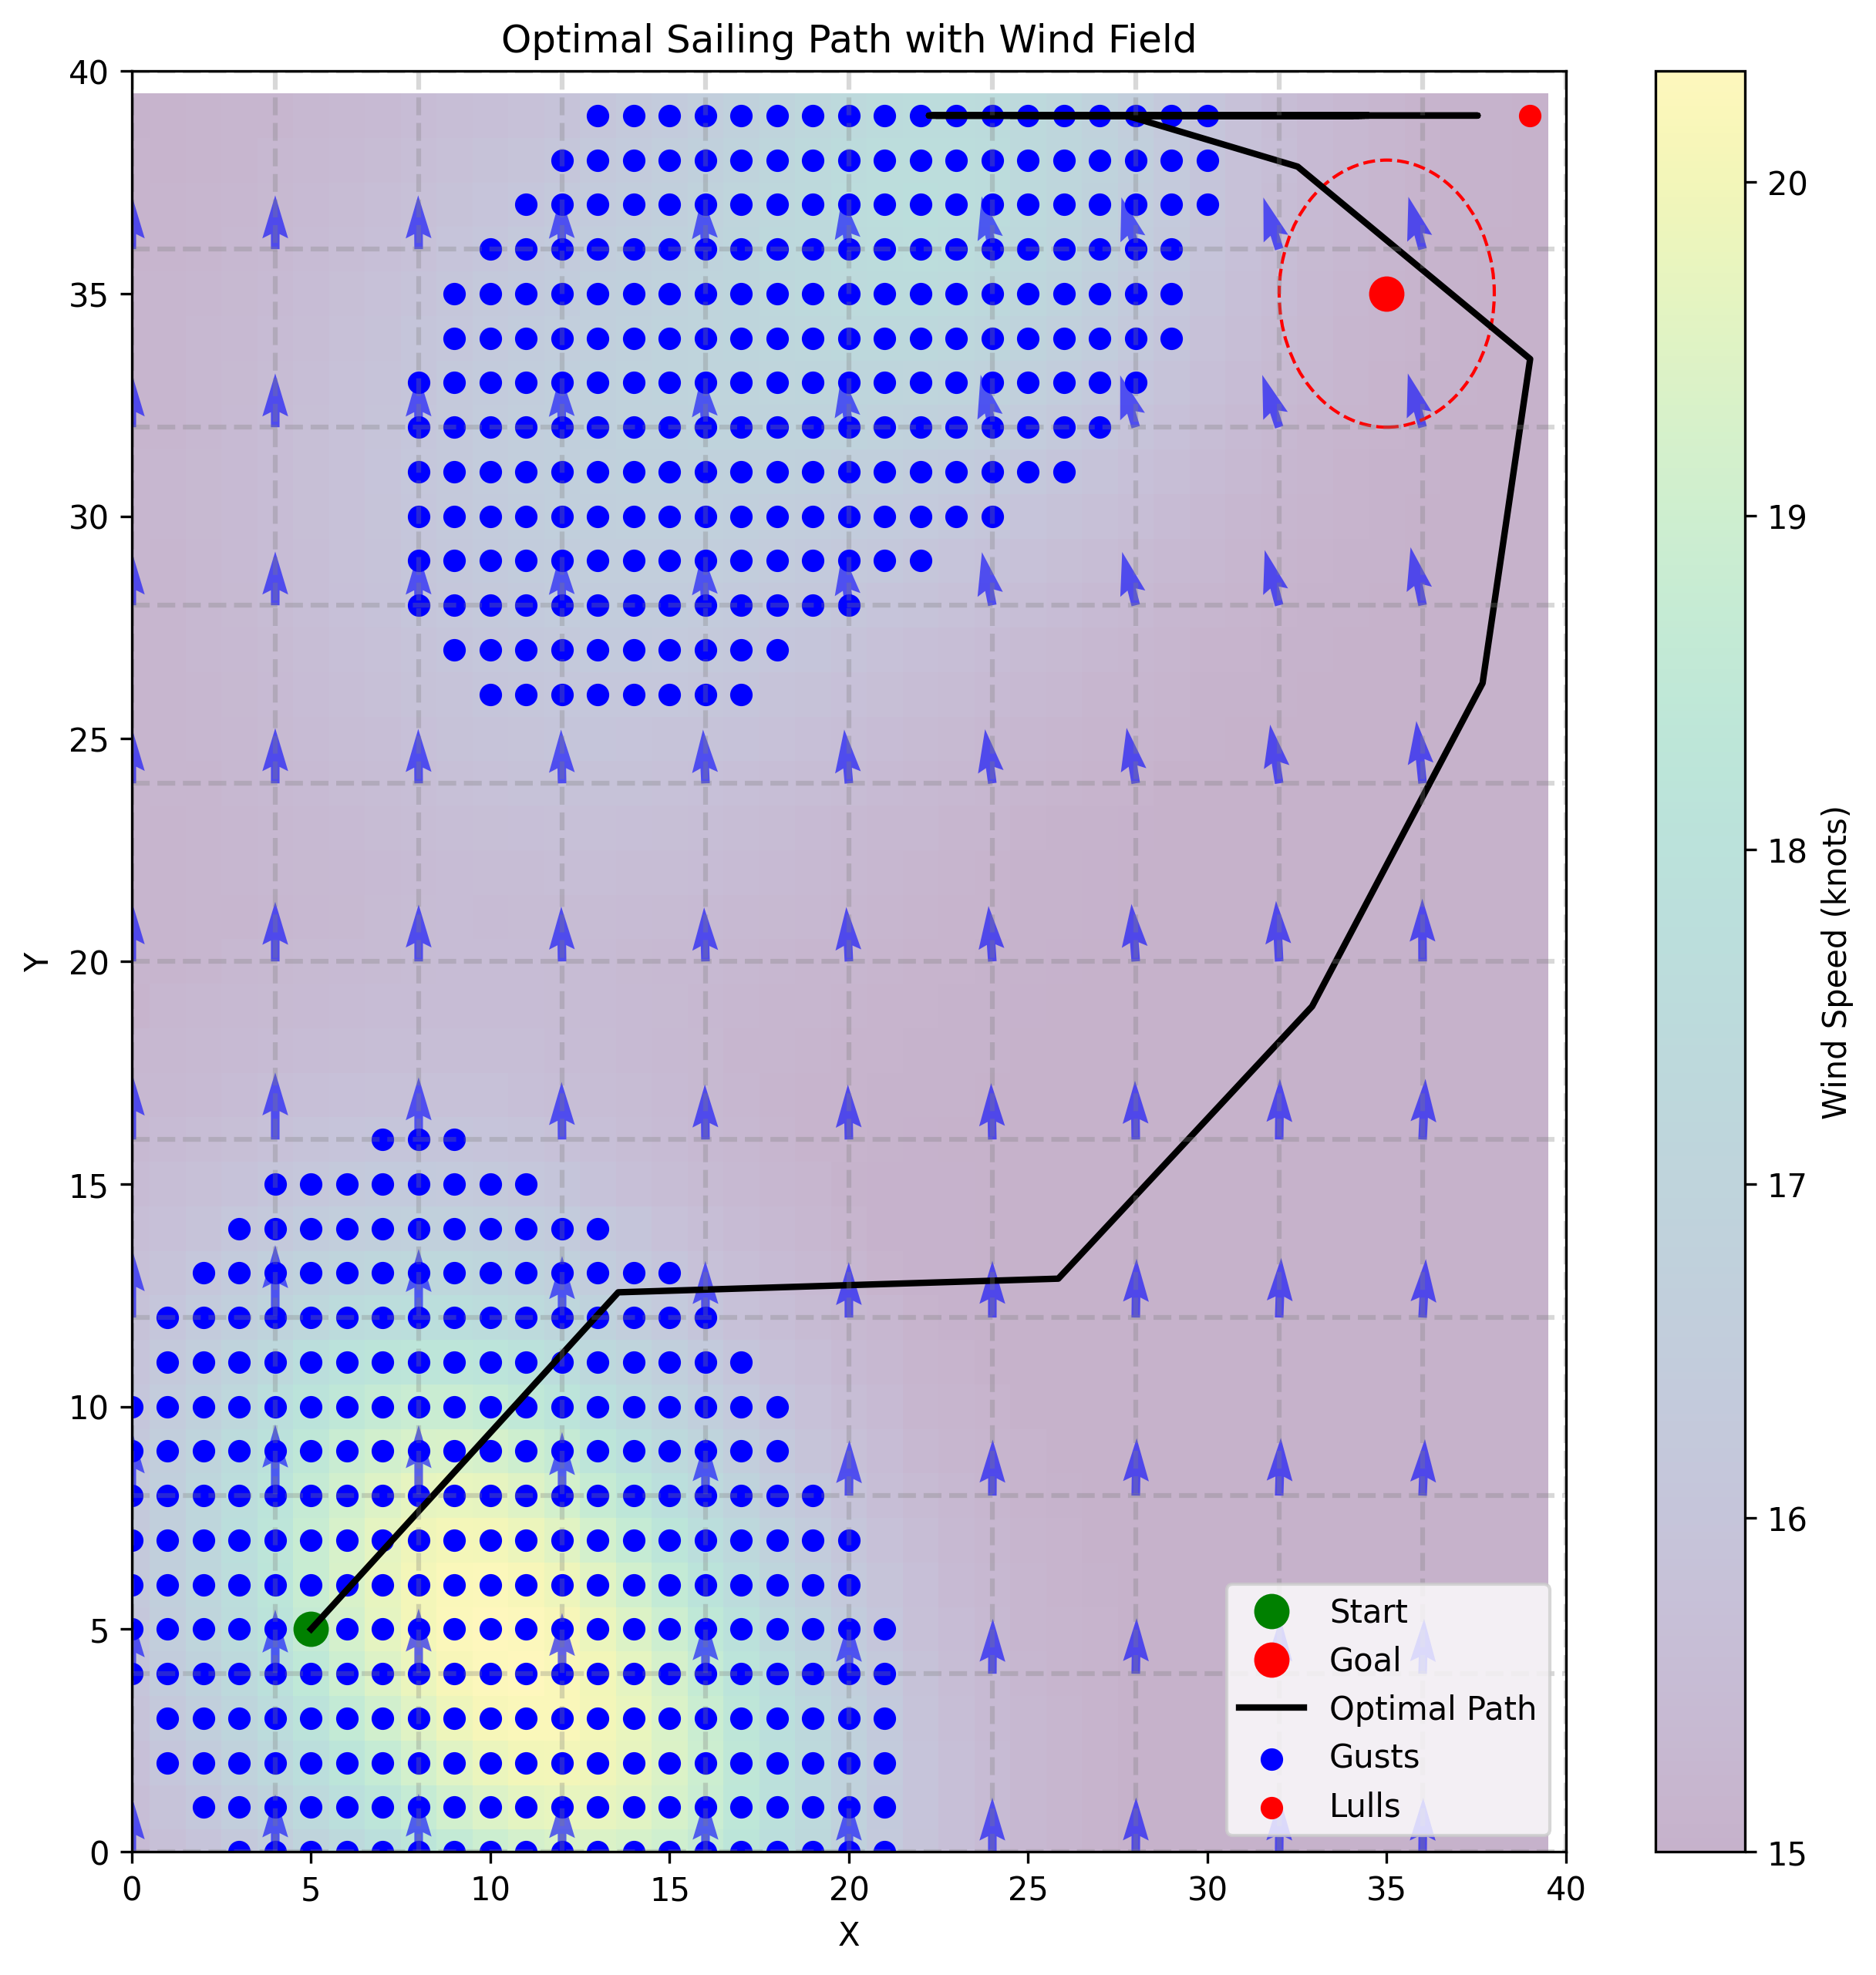 Optimal Sailing Path with Wind Field
40
35
30
25
20
15
10
5
0
Y
0 5 10 15 20 25 30 35 40
X
Start
Goal
Optimal Path
Gusts
Lulls
20
19
18
17
16
15
Wind Speed (knots)